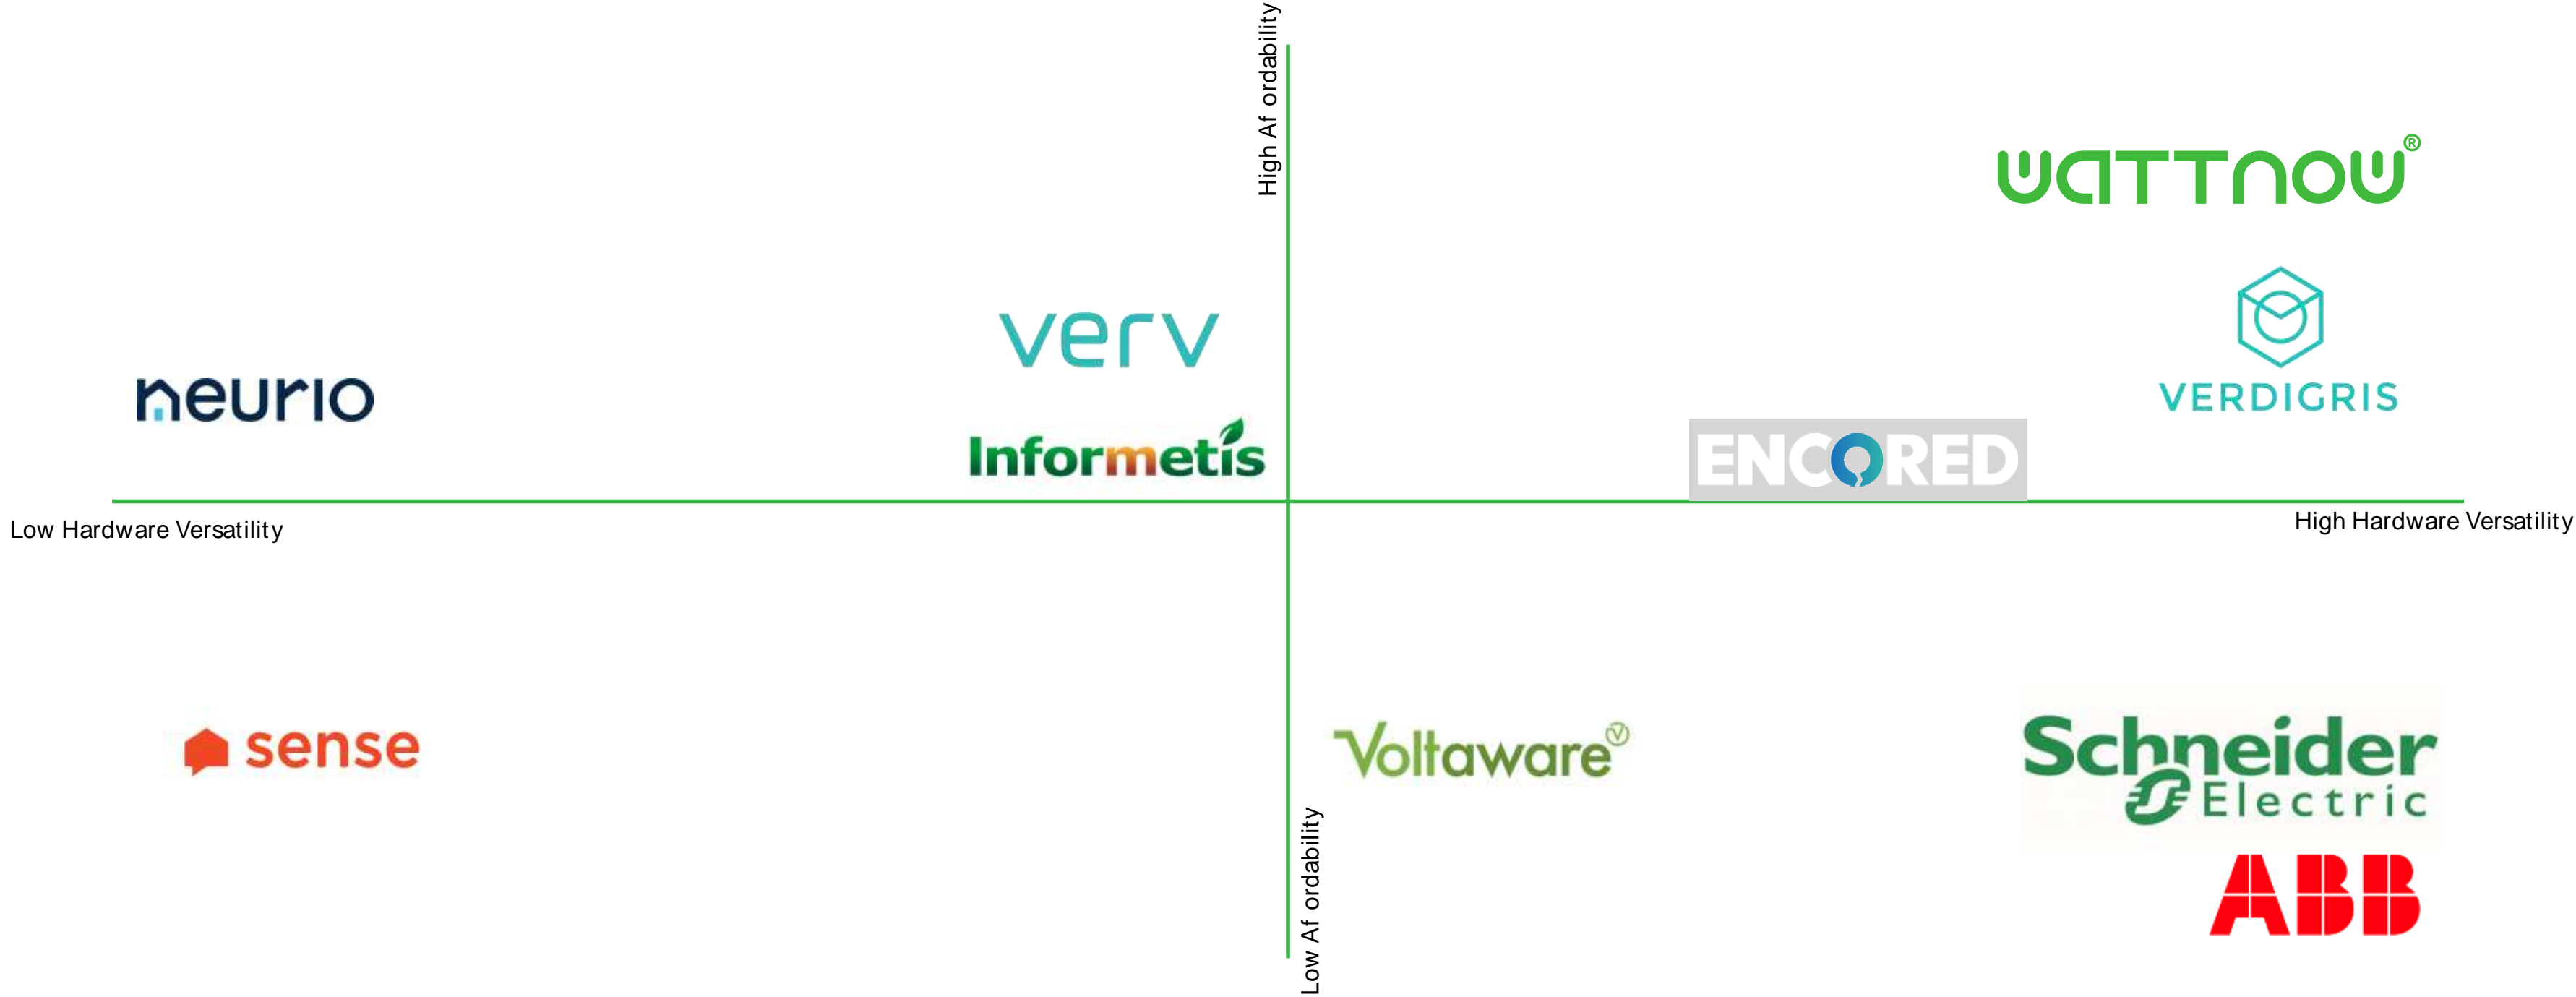 High Af ordability
wattnow®
verv
VERDIGRIS
neurio
Informetis
ENCORED
Low Hardware Versatility
High Hardware Versatility
sense
Voltaware
Schneider
Electric
Low Af ordability
ABB